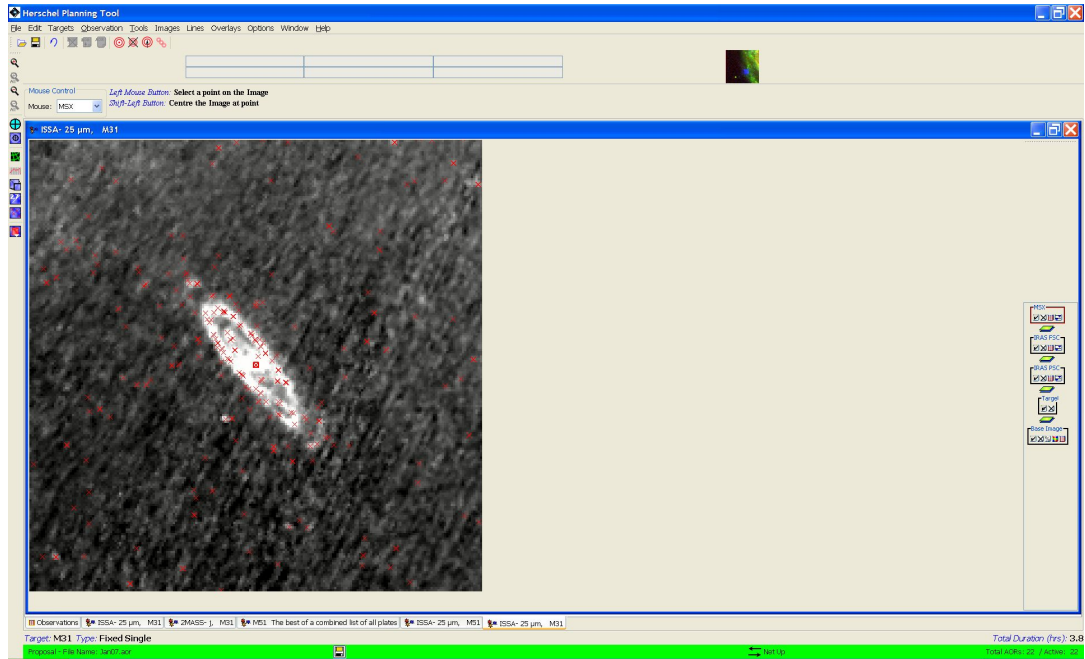 Herschel Planning Tool
File Edit Targets Observation Tools Images Lines Overlays Options Window Help
Mouse Control
Mouse: MSX
Left Mouse Button: Select a point on the Image
Shift-Left Button: Centre the Image at point
ISSA- 25 µm, M31
MSX
IRAS FSC
IRAS PSC
Target
Base Image
Observations ISSA- 25 µm, M31 2MASS- j, M31 M51 The best of a combined list of all plates ISSA- 25 µm, M51 ISSA- 25 µm, M31
Target: M31 Type: Fixed Single Total Duration (hrs): 3.8
Proposal - File Name: Jan07.aor Net Up Total AORs: 22 / Active: 22